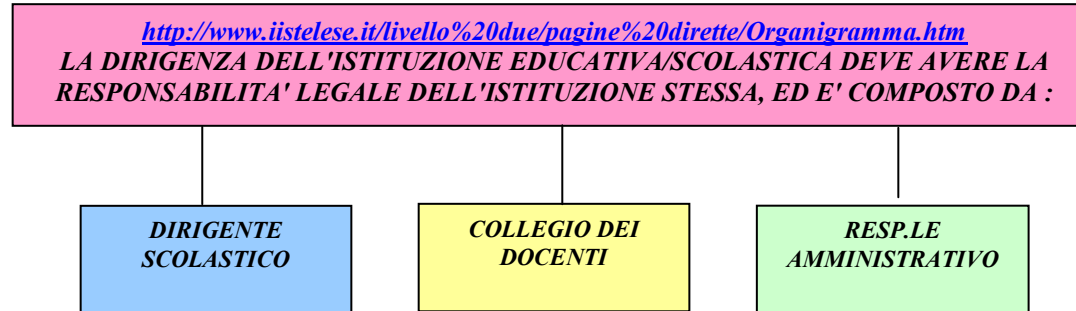 http://www.iistelese.it/livello%20due/pagine%20dirette/Organigramma.htm
LA DIRIGENZA DELL'ISTITUZIONE EDUCATIVA/SCOLASTICA DEVE AVERE LA
RESPONSABILITA' LEGALE DELL'ISTITUZIONE STESSA, ED E' COMPOSTO DA :
DIRIGENTE
SCOLASTICO
COLLEGIO DEI
DOCENTI
RESP.LE
AMMINISTRATIVO